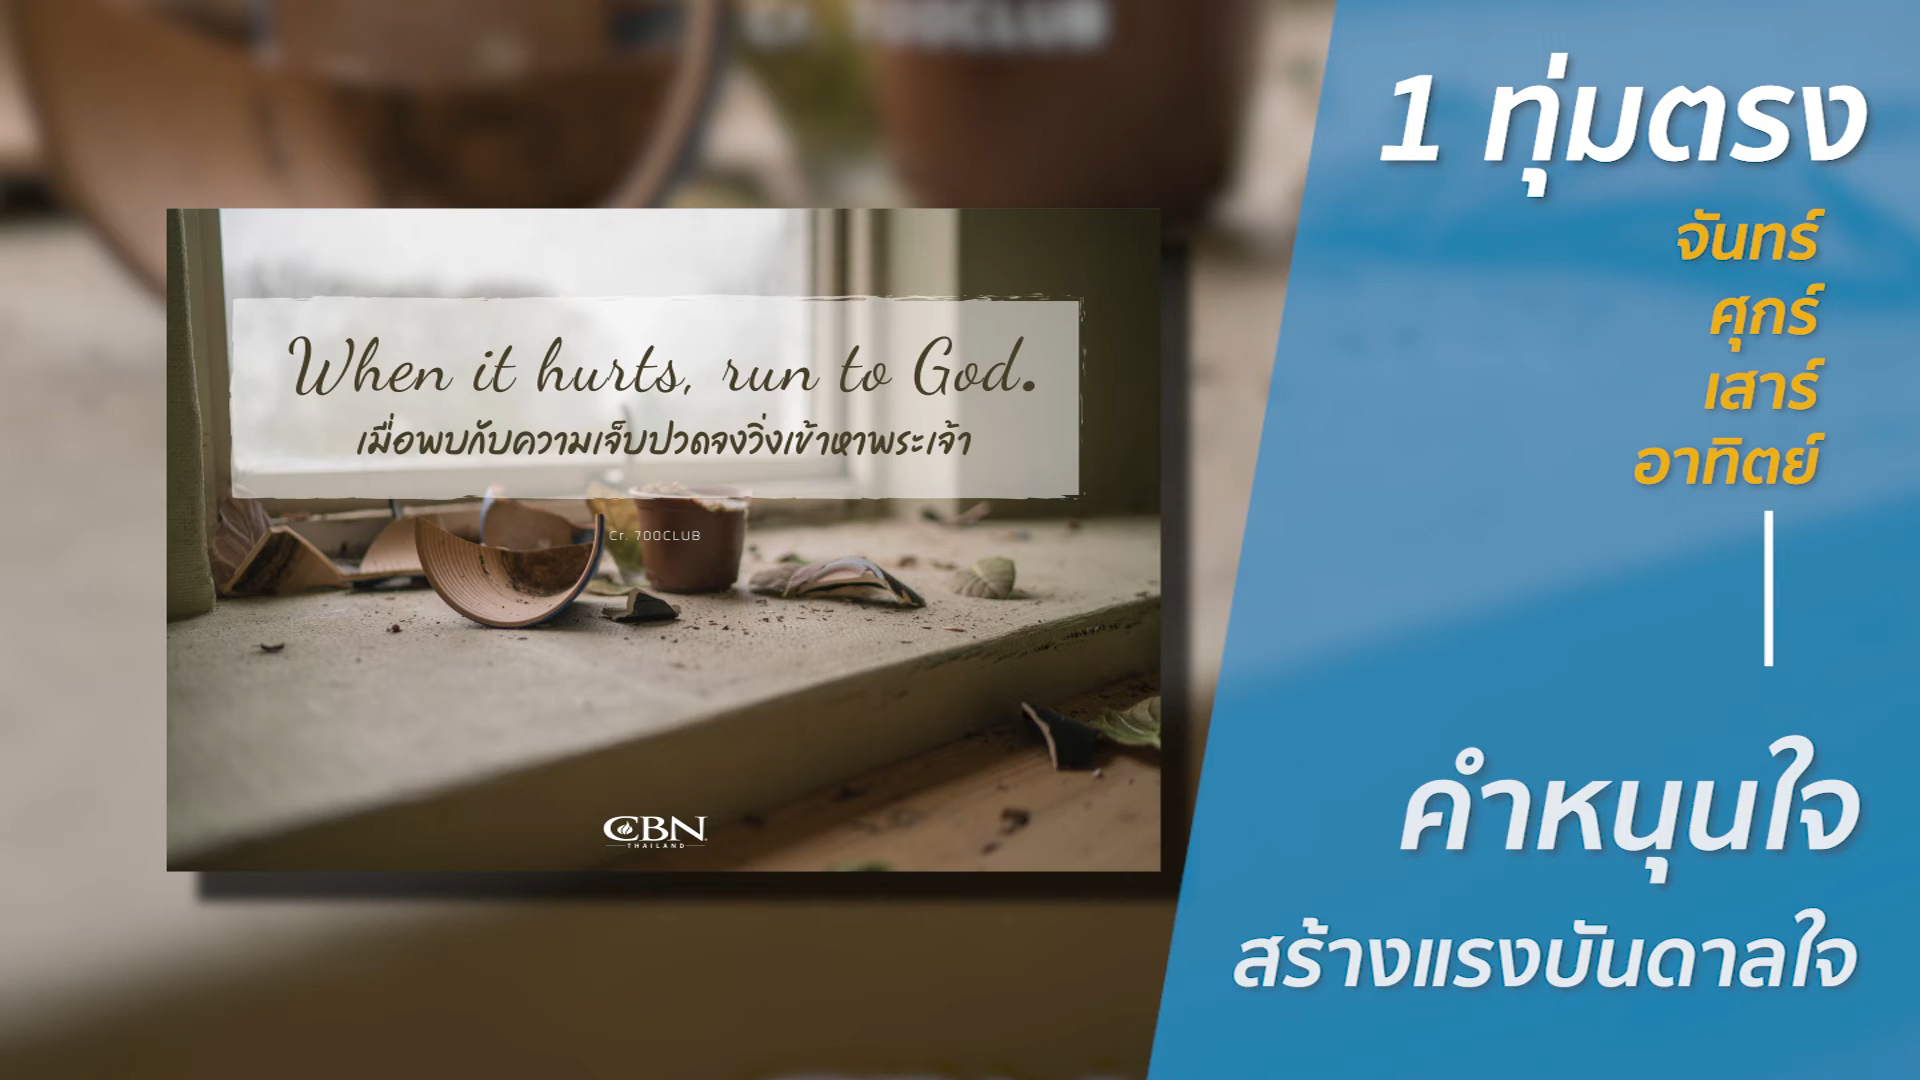 Cr. 700CLUB
When it hurts, run to God.
เมื่อพบกับความเจ็บปวดจงวิ่งเข้าหาพระเจ้า
Cr. 700CLUB
CBN
THAILAND
1 ทุ่มตรง
จันทร์
ศุกร์
เสาร์
อาทิตย์
คำหนุนใจ
สร้างแรงบันดาลใจ